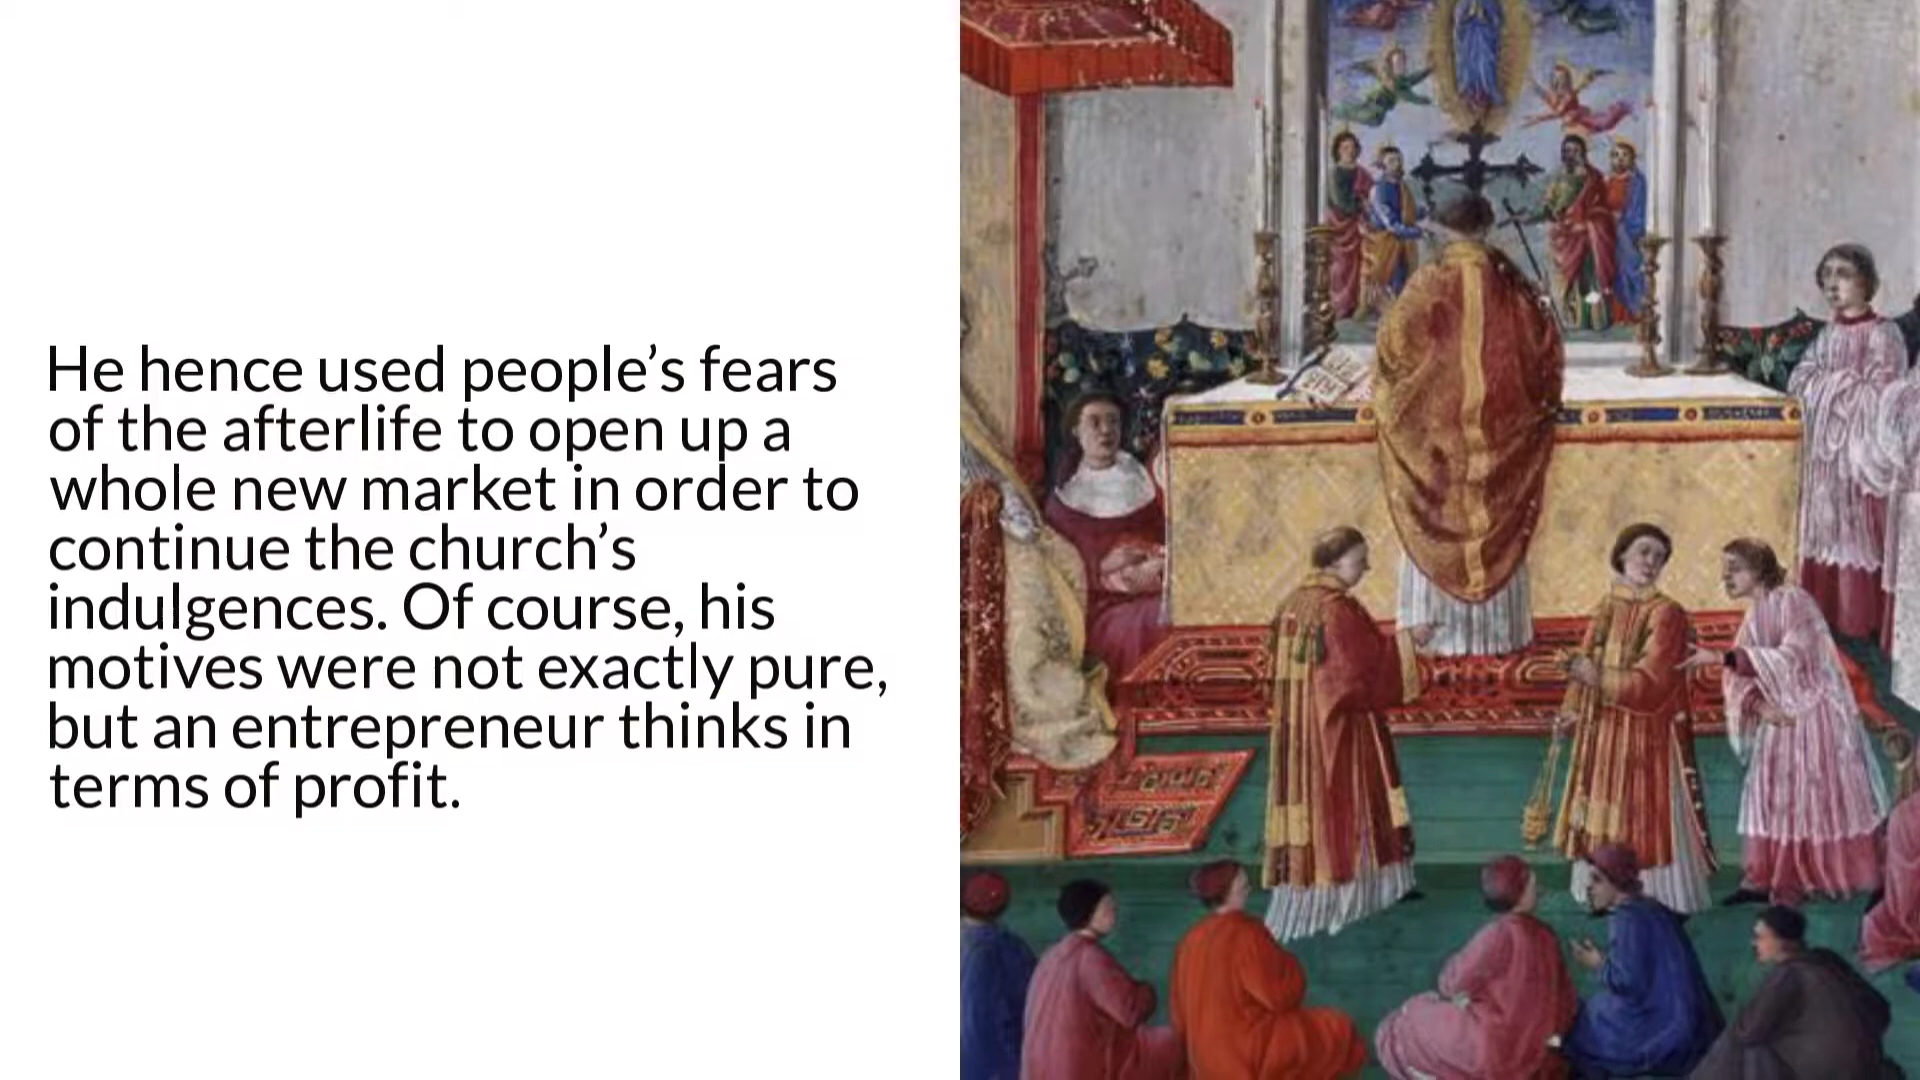 He hence used people’s fears
of the afterlife to open up a
whole new market in order to
continue the church’s
indulgences. Of course, his
motives were not exactly pure,
but an entrepreneur thinks in
terms of profit.